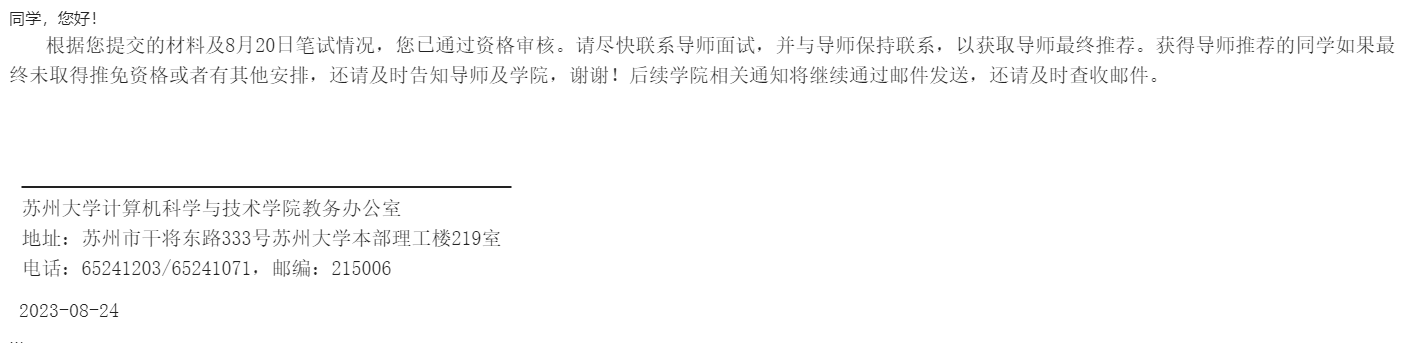 同学，您好！
根据您提交的材料及8月20日笔试情况，您已通过资格审核。请尽快联系导师面试，并与导师保持联系，以获取导师最终推荐。获得导师推荐的同学如果最
终未取得推免资格或者有其他安排，还请及时告知导师及学院，谢谢！后续学院相关通知将继续通过邮件发送，还请及时查收邮件。
苏州大学计算机科学与技术学院教务办公室
地址：苏州市干将东路333号苏州大学本部理工楼219室
电话：65241203/65241071，邮编：215006
2023-08-24
...